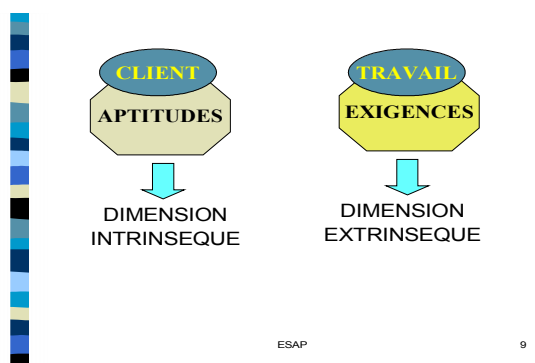 CLIENT
APTITUDES
DIMENSION
INTRINSEQUE
TRAVAIL
EXIGENCES
DIMENSION
EXTRINSEQUE
ESAP
9